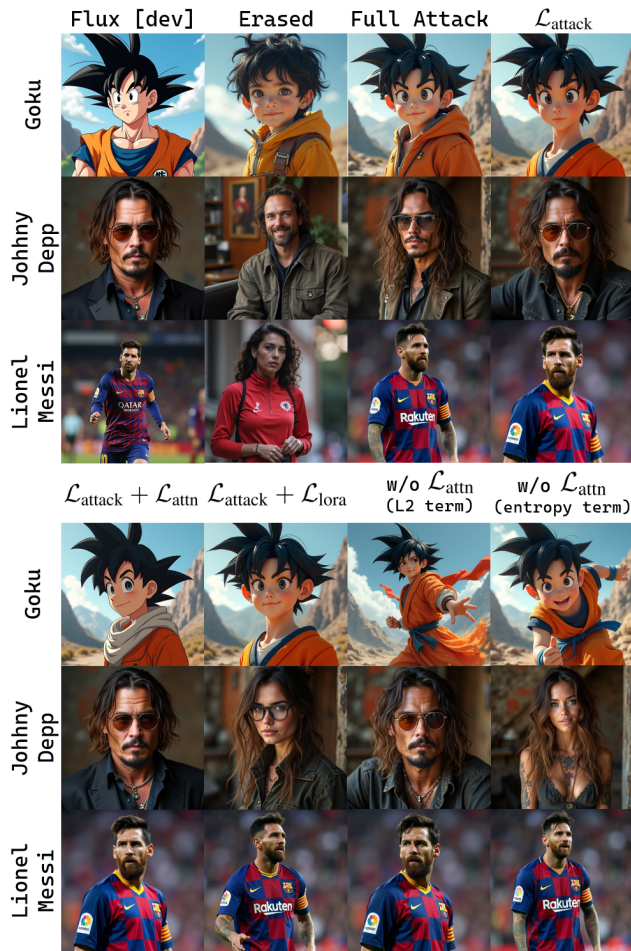 Flux [dev] Erased Full Attack ℒattack
Goku
Johhny
Depp
QATAR
Lionel
Messi
Rakuten
ℒattack + ℒattn ℒattack + ℒlora w/o ℒattn w/o ℒattn
(L2 term) (entropy term)
Goku
Johhny
Depp
Lionel
Messi
Rakuten
Rakuten